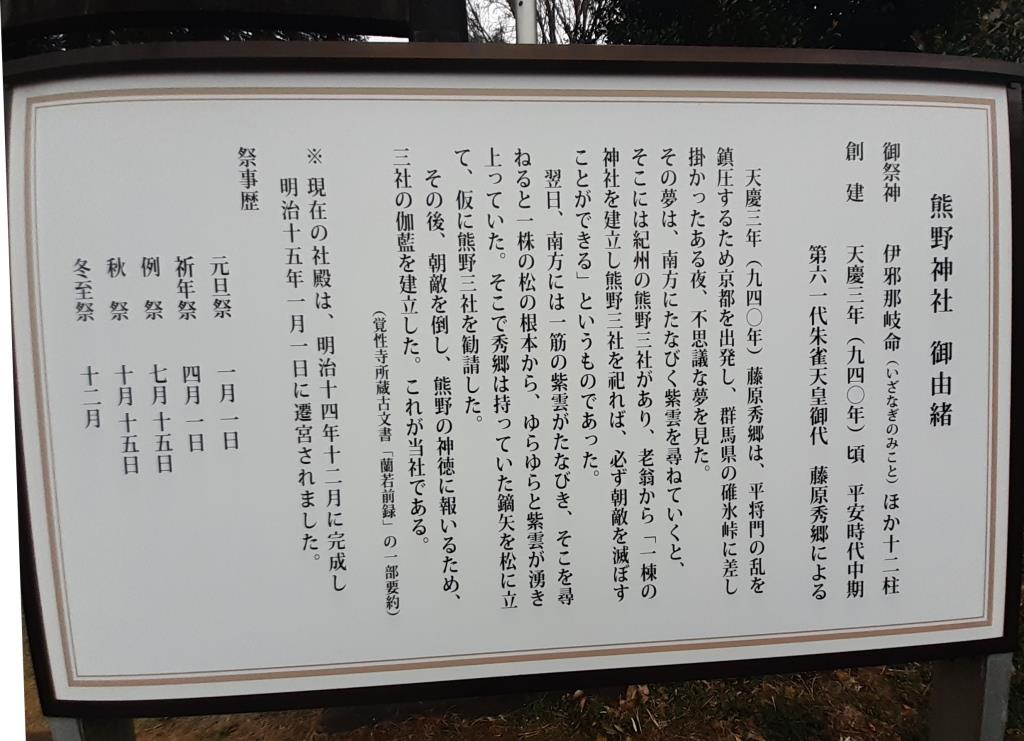 熊野神社 御由緒
御祭神 伊邪那岐命（いざなぎのみこと）ほか十二柱
創建 天慶三年（九四〇年）頃 平安時代中期
第六一代朱雀天皇御代 藤原秀郷による
天慶三年（九四〇年）藤原秀郷は、平将門の乱を
鎮圧するため京都を出発し、群馬県の碓氷峠に差し
掛かったある夜、不思議な夢を見た。
その夢は、南方にたなびく紫雲を尋ねていくと、
そこには紀州の熊野三社があり、老翁から「一棟の
神社を建立し熊野三社を祀れば、必ず朝敵を滅ぼす
ことができる」というものであった。
翌日、南方には一筋の紫雲がたなびき、そこを尋
ねると一株の松の根本から、ゆらゆらと紫雲が湧き
上っていた。そこで秀郷は持っていた鏑矢を松に立
て、仮に熊野三社を勧請した。
その後、朝敵を倒し、熊野の神徳に報いるため、
三社の伽藍を建立した。これが当社である。
（覚性寺所蔵古文書「蘭若前録」の一部要約）
※現在の社殿は、明治十四年十二月に完成し
明治十五年一月一日に遷宮されました。
祭事歴
元旦祭 一月一日
祈年祭 四月一日
例祭 七月十五日
秋祭 十月十五日
冬至祭 十二月